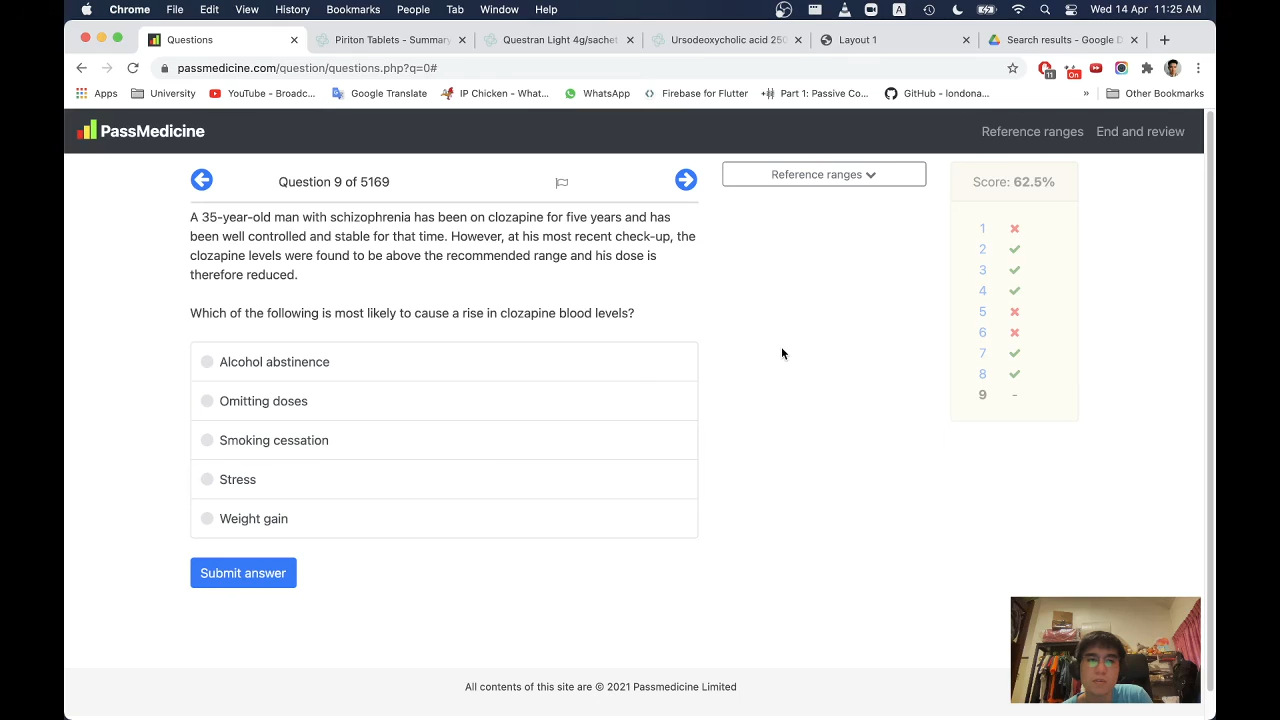 Chrome File Edit View History Bookmarks People Tab Window Help
A
Wed 14 Apr 11:25 AM
Questions
Piriton Tablets - Summary
Questran Light 4g/sachet
Ursodeoxycholic acid 250
Search results - Google D
passmedicine.com/question/questions.php?q=0#
11
On
Apps
University
YouTube - Broadc...
Google Translate
IP Chicken - What...
WhatsApp
Firebase for Flutter
Part 1: Passive Co...
GitHub - londona...
»
Other Bookmarks
PassMedicine
Reference ranges
End and review
Question 9 of 5169
Reference ranges
Score: 62.5%
A 35-year-old man with schizophrenia has been on clozapine for five years and has
been well controlled and stable for that time. However, at his most recent check-up, the
clozapine levels were found to be above the recommended range and his dose is
therefore reduced.
Which of the following is most likely to cause a rise in clozapine blood levels?
Alcohol abstinence
Omitting doses
Smoking cessation
Stress
Weight gain
Submit answer
1
2
3
4
5
6
7
8
9 -
All contents of this site are © 2021 Passmedicine Limited